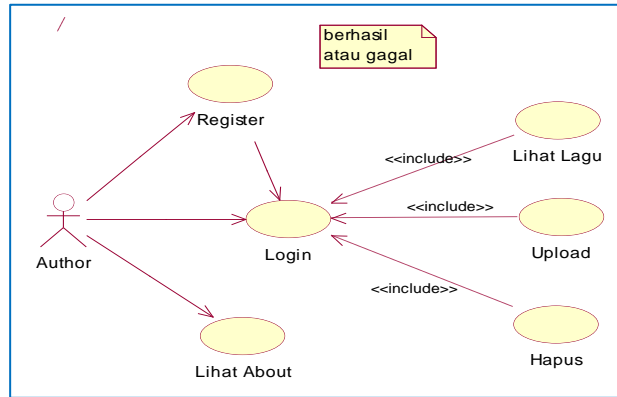 berhasil
atau gagal
Register
<<include>>
Lihat Lagu
<<include>>
Author
Login
Upload
<<include>>
Lihat About
Hapus